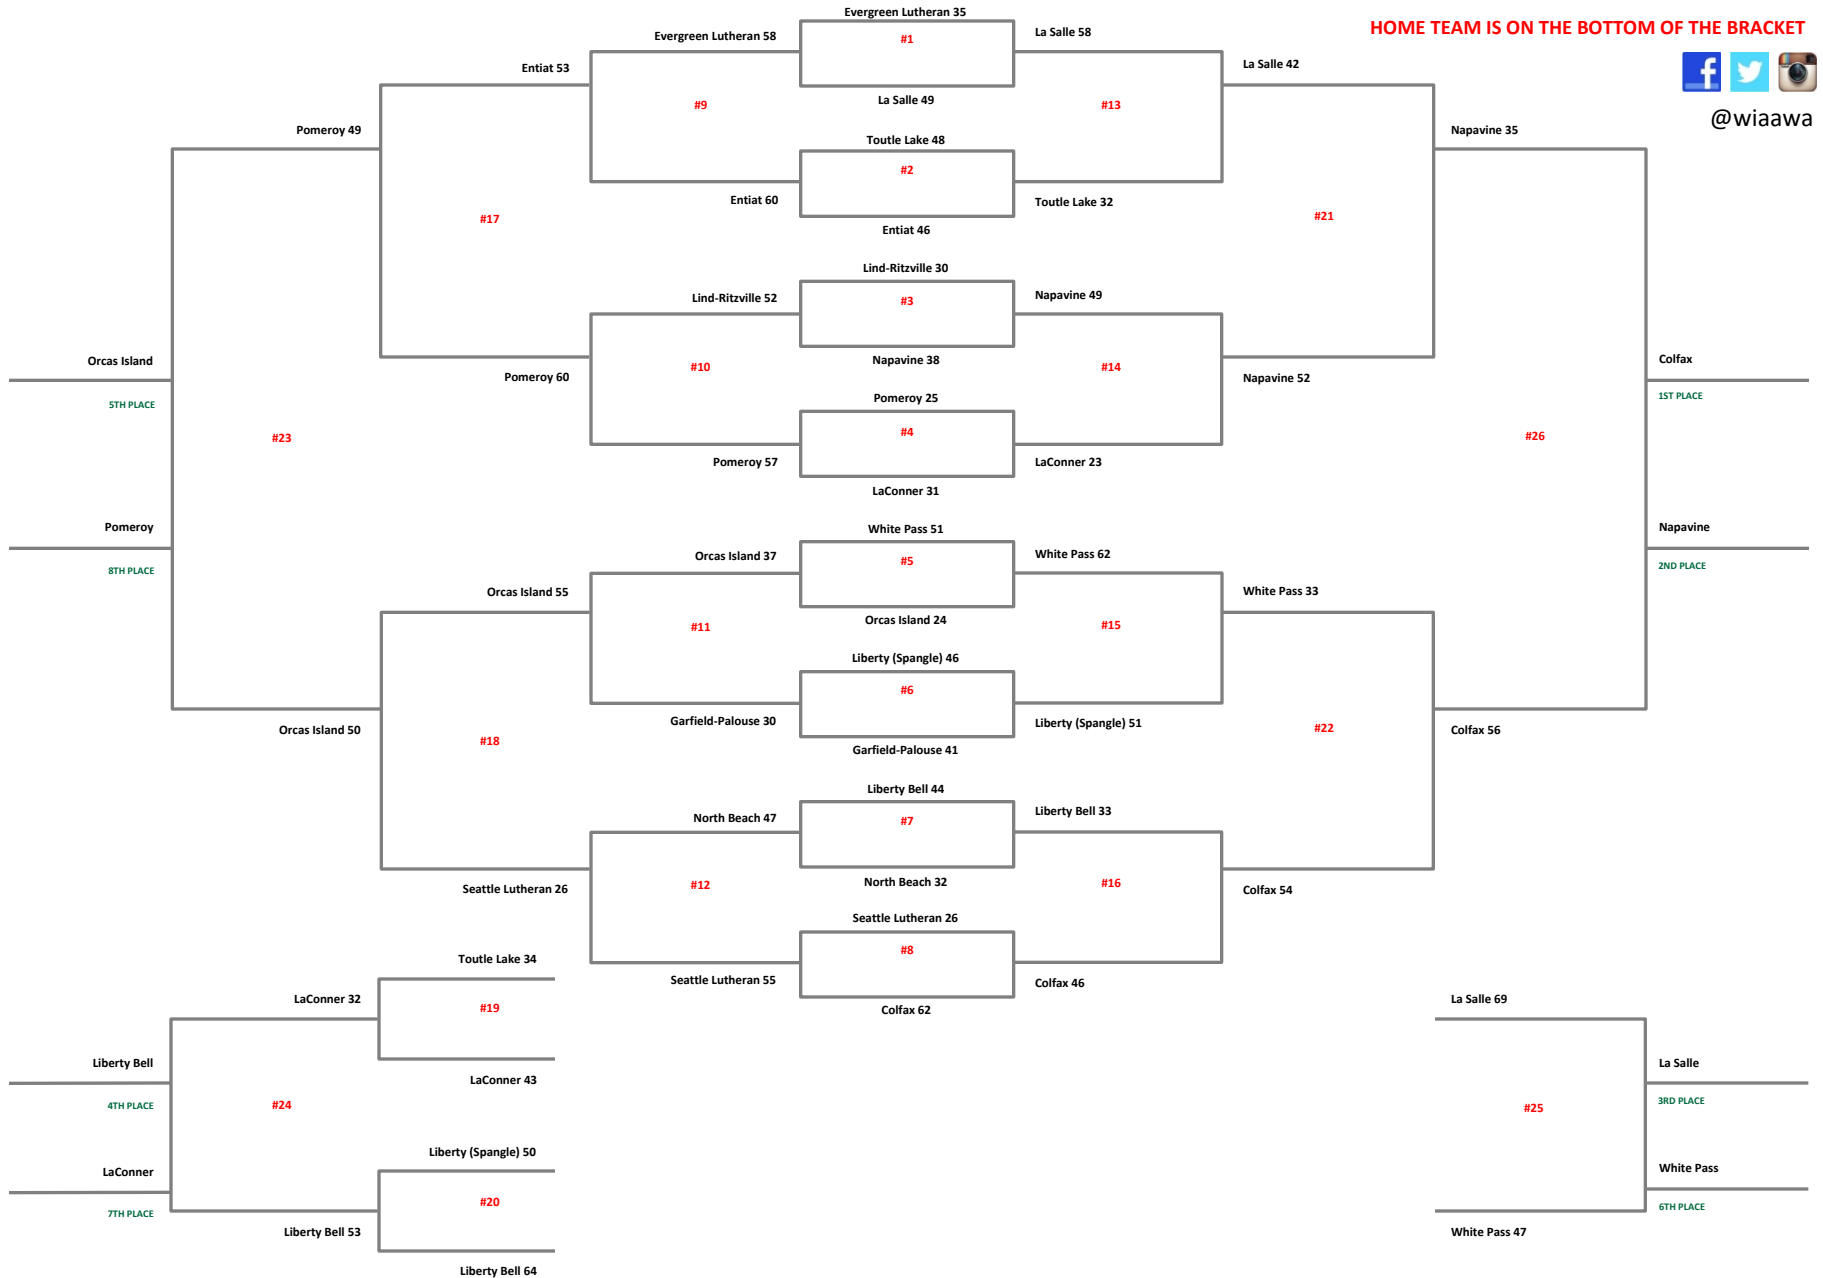 Evergreen Lutheran 35
HOME TEAM IS ON THE BOTTOM OF THE BRACKET
Evergreen Lutheran 58
#1
La Salle 58
Entiat 53
La Salle 42
#9
La Salle 49
#13
@wiaawa
Pomeroy 49
Toutle Lake 48
Napavine 35
#2
Entiat 60
Toutle Lake 32
#17
#21
Entiat 46
Lind-Ritzville 30
Lind-Ritzville 52
#3
Napavine 49
Orcas Island
Napavine 38
Colfax
#10
#14
Pomeroy 60
Napavine 52
5TH PLACE
Pomeroy 25
1ST PLACE
#23
#4
#26
Pomeroy 57
LaConner 23
LaConner 31
Pomeroy
White Pass 51
Napavine
Orcas Island 37
#5
White Pass 62
8TH PLACE
2ND PLACE
Orcas Island 55
White Pass 33
#11
Orcas Island 24
#15
Liberty (Spangle) 46
#6
Garfield-Palouse 30
Liberty (Spangle) 51
Orcas Island 50
#18
#22
Colfax 56
Garfield-Palouse 41
Liberty Bell 44
North Beach 47
#7
Liberty Bell 33
#12
North Beach 32
#16
Seattle Lutheran 26
Colfax 54
Seattle Lutheran 26
#8
Toutle Lake 34
Seattle Lutheran 55
Colfax 46
LaConner 32
#19
Colfax 62
La Salle 69
Liberty Bell
La Salle
LaConner 43
4TH PLACE
#24
#25
3RD PLACE
Liberty (Spangle) 50
LaConner
White Pass
7TH PLACE
#20
6TH PLACE
Liberty Bell 53
White Pass 47
Liberty Bell 64